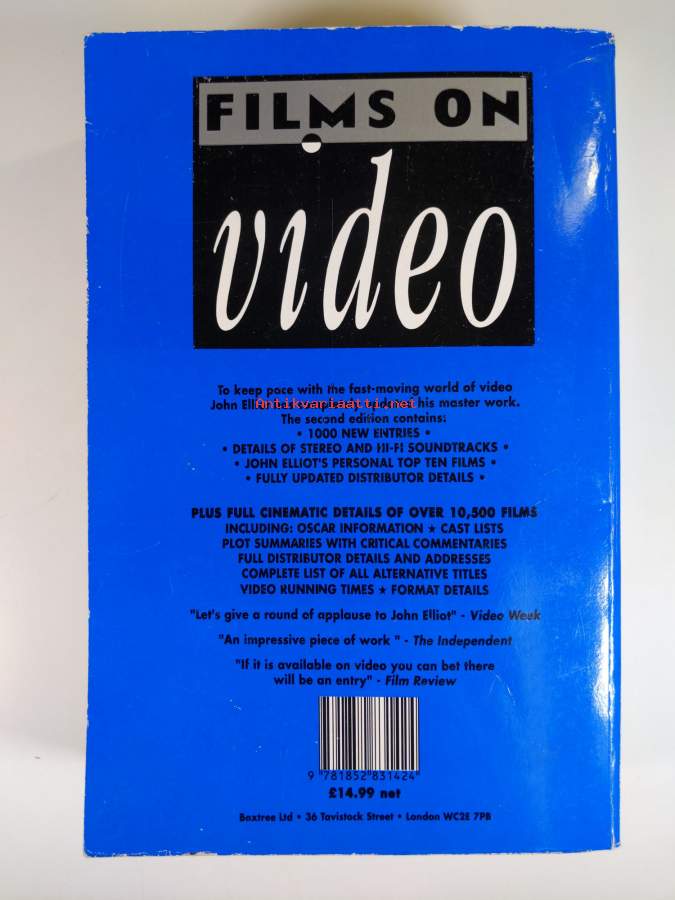 FILMS ON
video
To keep pace with the fast-moving world of video
John Elliot his master work.
Antikvariaatti.net
The second edition contains:
• 1000 NEW ENTRIES •
• DETAILS OF STEREO AND HI-FI SOUNDTRACKS •
• JOHN ELLIOT'S PERSONAL TOP TEN FILMS •
• FULLY UPDATED DISTRIBUTOR DETAILS •
PLUS FULL CINEMATIC DETAILS OF OVER 10,500 FILMS
INCLUDING: OSCAR INFORMATION ★ CAST LISTS
PLOT SUMMARIES WITH CRITICAL COMMENTARIES
FULL DISTRIBUTOR DETAILS AND ADDRESSES
COMPLETE LIST OF ALL ALTERNATIVE TITLES
VIDEO RUNNING TIMES ★ FORMAT DETAILS
"Let's give a round of applause to John Elliot" - Video Week
"An impressive piece of work " - The Independent
"If it is available on video you can bet there
will be an entry" - Film Review
9 781852 831424
£14.99 net
Boxtree Ltd • 36 Tavistock Street • London WC2E 7PB